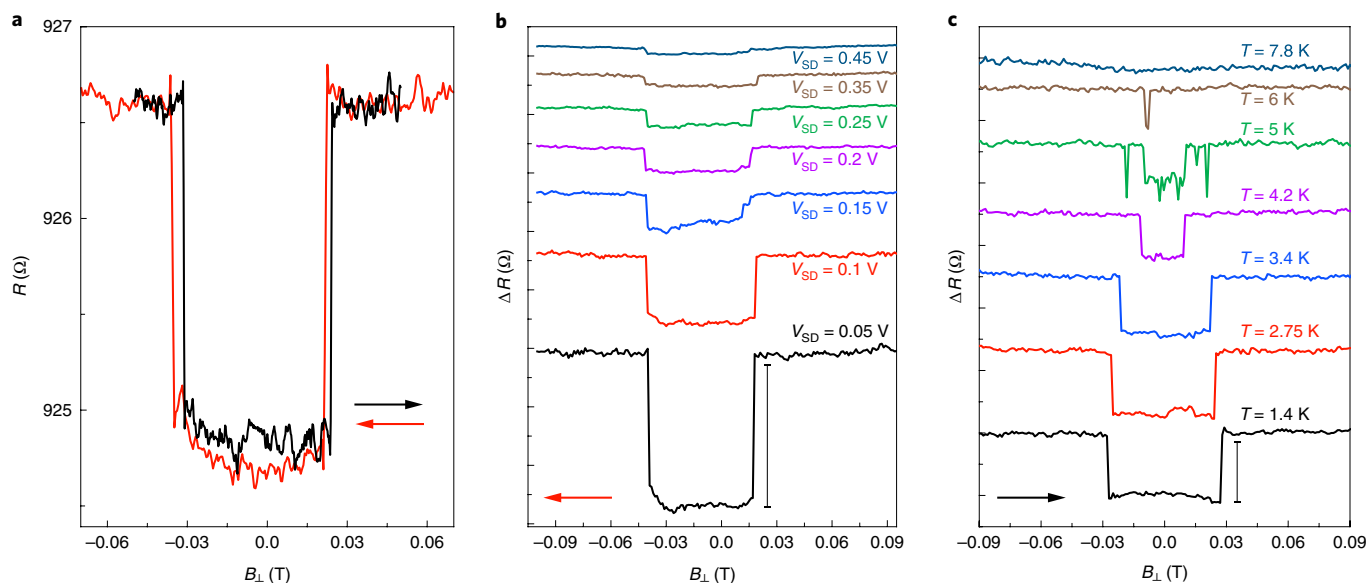 a
927
926
925
R (Ω)
−0.06
−0.03
0.0
0.03
0.06
B⊥ (T)
b
VSD = 0.45 V
VSD = 0.35 V
VSD = 0.25 V
VSD = 0.2 V
VSD = 0.15 V
VSD = 0.1 V
VSD = 0.05 V
Δ R (Ω)
−0.09
−0.06
−0.03
0.0
0.03
0.06
0.09
B⊥ (T)
c
T = 7.8 K
T = 6 K
T = 5 K
T = 4.2 K
T = 3.4 K
T = 2.75 K
T = 1.4 K
Δ R (Ω)
−0.09
−0.06
−0.03
0.0
0.03
0.06
0.09
B⊥ (T)